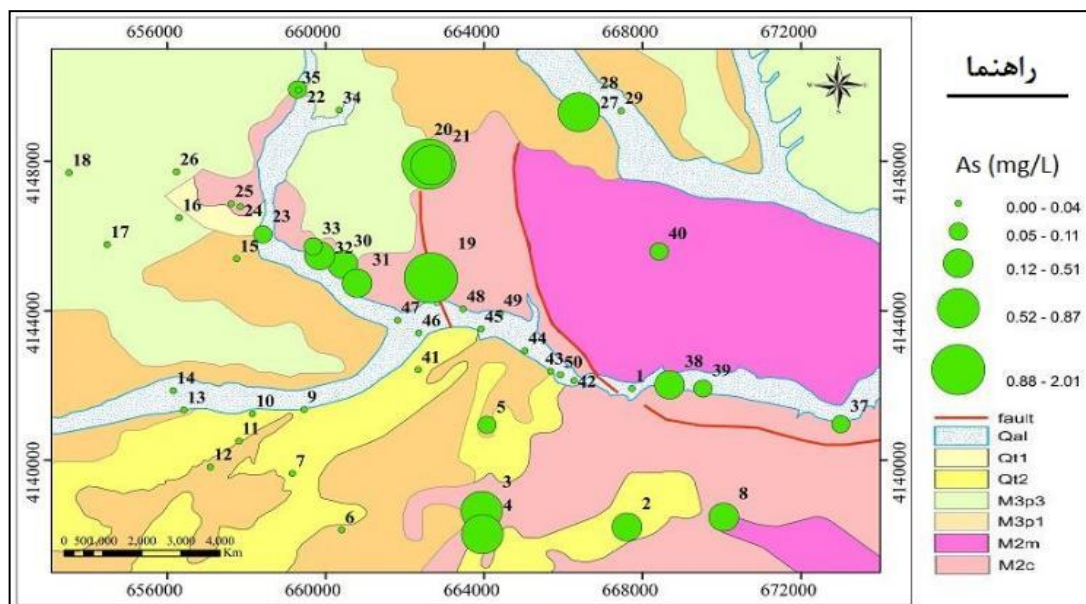 656000 660000 664000 668000 672000
4148000
4144000
4140000
35
22 34
28
27 29
20
21
18 26
25
24
16
23
17
15
33
32 30
31
19
40
47 48 49
46 45
44
43 50
42
41
1 38 39
37
14
13 10 9
11
12 7
5
3
4
6
2
8
0 5001,000 2,000 3,000 4,000
Km
656000 660000 664000 668000 672000
4148000
4144000
4140000
راهنما
As (mg/L)
0.00 - 0.04
0.05 - 0.11
0.12 - 0.51
0.52 - 0.87
0.88 - 2.01
fault
Qal
Qt1
Qt2
M3p3
M3p1
M2m
M2c